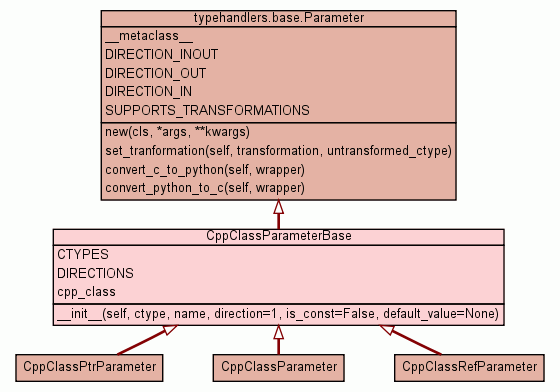 typehandlers.base.Parameter
__metaclass__
DIRECTION_INOUT
DIRECTION_OUT
DIRECTION_IN
SUPPORTS_TRANSFORMATIONS
new(cls, *args, **kwargs)
set_tranformation(self, transformation, untransformed_ctype)
convert_c_to_python(self, wrapper)
convert_python_to_c(self, wrapper)
CppClassParameterBase
CTYPES
DIRECTIONS
cpp_class
__init__(self, ctype, name, direction=1, is_const=False, default_value=None)
CppClassPtrParameter
CppClassParameter
CppClassRefParameter